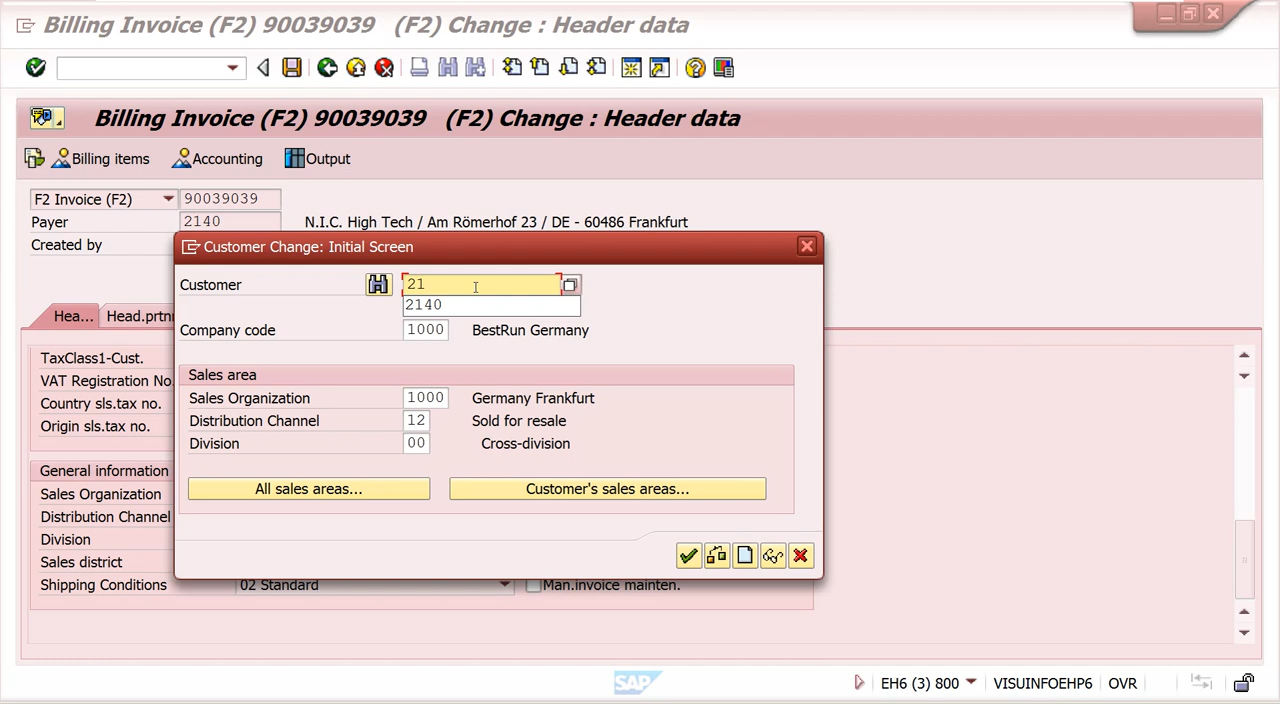 Billing Invoice (F2) 90039039 (F2) Change : Header data
Billing Invoice (F2) 90039039 (F2) Change : Header data
Billing items Accounting Output
F2 Invoice (F2) 90039039
Payer 2140 N.I.C. High Tech / Am Römerhof 23 / DE - 60486 Frankfurt
Created by
Customer Change: Initial Screen
Customer 21
2140
Company code 1000 BestRun Germany
Sales area
Sales Organization 1000 Germany Frankfurt
Distribution Channel 12 Sold for resale
Division 00 Cross-division
All sales areas... Customer's sales areas...
Hea... Head.prtnr
TaxClass1-Cust.
VAT Registration No.
Country sls.tax no.
Origin sls.tax no.
General information
Sales Organization
Distribution Channel
Division
Sales district
Shipping Conditions 02 Standard Man.invoice mainten.
SAP EH6 (3) 800 VISUINFOEHP6 OVR